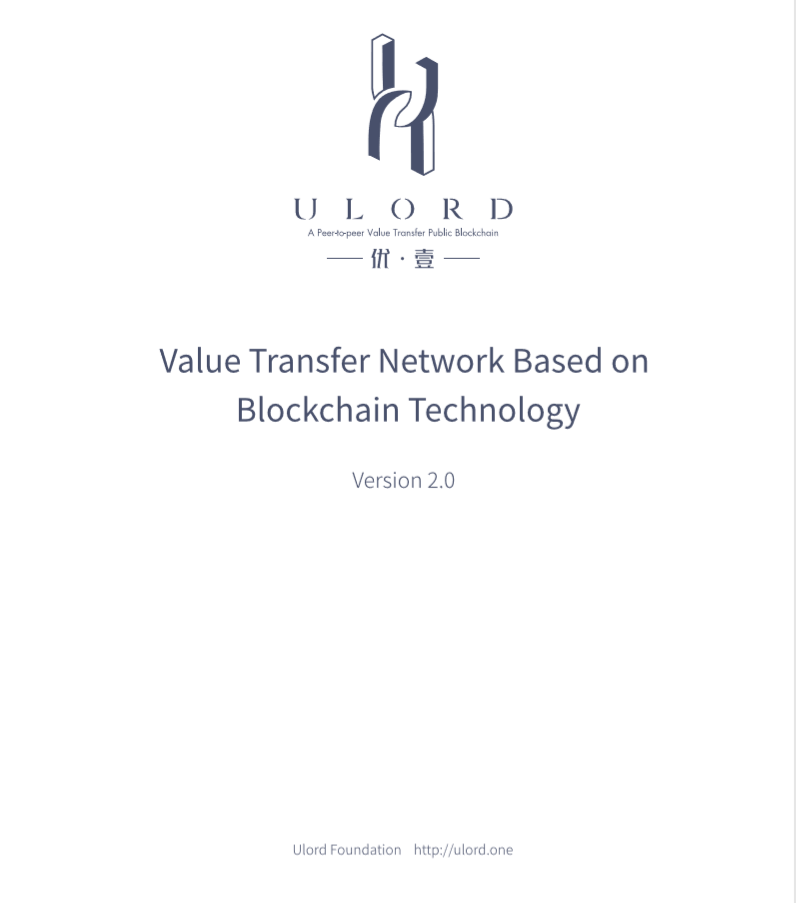 ULORD
A Peer-to-peer Value Transfer Public Blockchain
优·壹
Value Transfer Network Based on
Blockchain Technology
Version 2.0
Ulord Foundation http://ulord.one